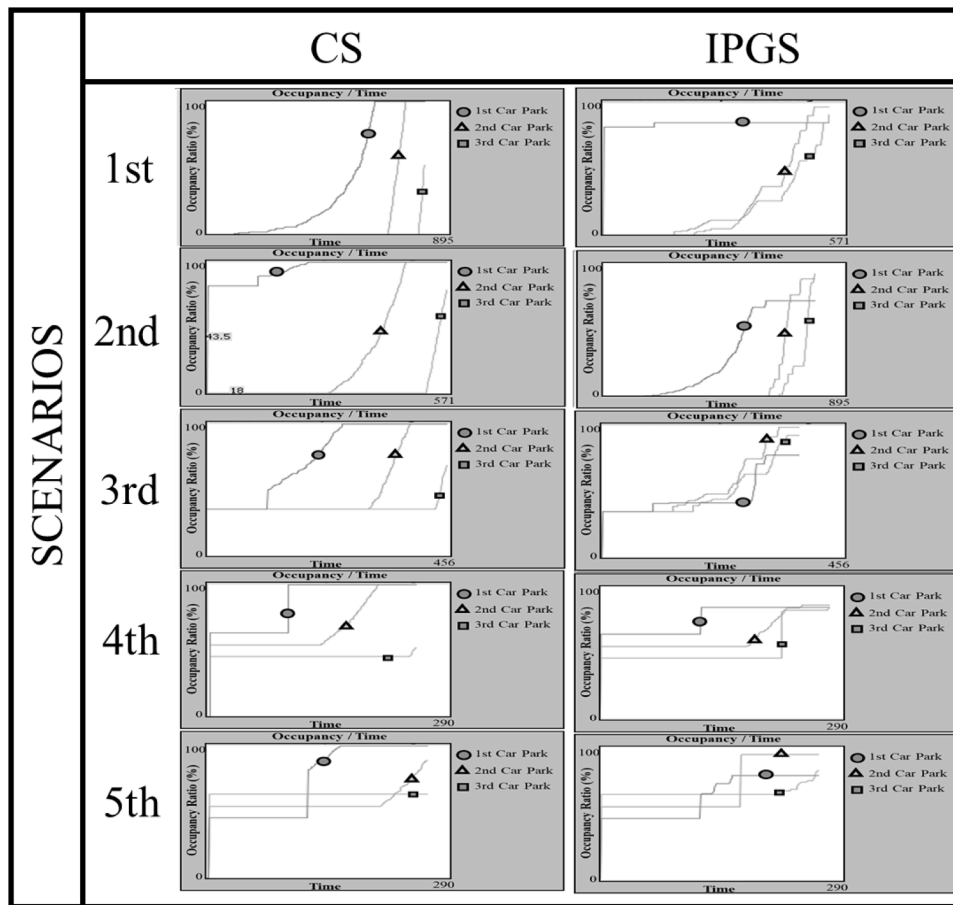 CS
IPGS
SCENARIOS
1st
Occupancy / Time
100
Occupancy Ratio (%)
0
Time
895
1st Car Park
2nd Car Park
3rd Car Park
Occupancy / Time
100
Occupancy Ratio (%)
0
Time
571
1st Car Park
2nd Car Park
3rd Car Park
2nd
Occupancy / Time
100
Occupancy Ratio (%)
43.5
18
0
Time
571
1st Car Park
2nd Car Park
3rd Car Park
Occupancy / Time
100
Occupancy Ratio (%)
0
Time
895
1st Car Park
2nd Car Park
3rd Car Park
3rd
Occupancy / Time
100
Occupancy Ratio (%)
0
Time
456
1st Car Park
2nd Car Park
3rd Car Park
Occupancy / Time
100
Occupancy Ratio (%)
0
Time
456
1st Car Park
2nd Car Park
3rd Car Park
4th
Occupancy / Time
100
Occupancy Ratio (%)
0
Time
290
1st Car Park
2nd Car Park
3rd Car Park
Occupancy / Time
100
Occupancy Ratio (%)
0
Time
290
1st Car Park
2nd Car Park
3rd Car Park
5th
Occupancy / Time
100
Occupancy Ratio (%)
0
Time
290
1st Car Park
2nd Car Park
3rd Car Park
Occupancy / Time
100
Occupancy Ratio (%)
0
Time
290
1st Car Park
2nd Car Park
3rd Car Park